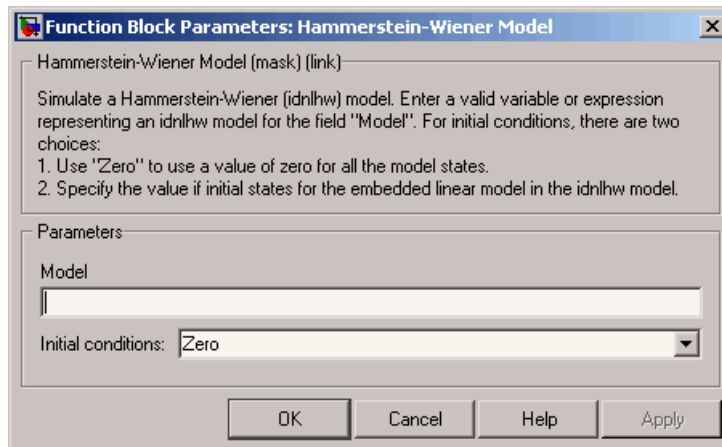 Function Block Parameters: Hammerstein-Wiener Model
Hammerstein-Wiener Model (mask) (link)
Simulate a Hammerstein-Wiener (idnlhw) model. Enter a valid variable or expression
representing an idnlhw model for the field "Model". For initial conditions, there are two
choices:
1. Use "Zero" to use a value of zero for all the model states.
2. Specify the value if initial states for the embedded linear model in the idnlhw model.
Parameters
Model
Initial conditions: Zero
OK Cancel Help Apply